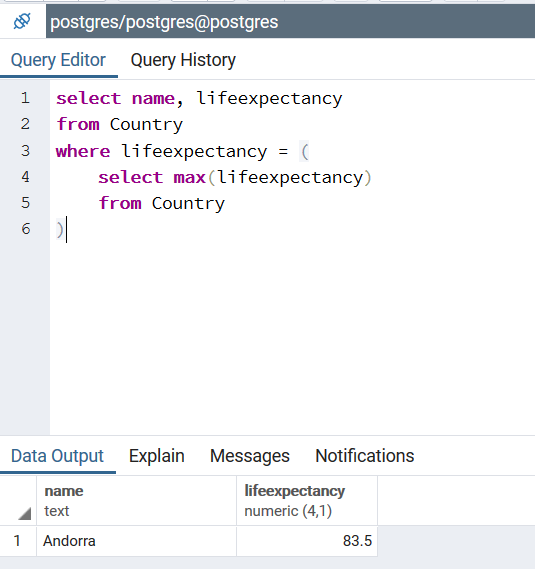 postgres/postgres@postgres
Query Editor Query History
1 select name, lifeexpectancy
2 from Country
3 where lifeexpectancy = (
4 select max(lifeexpectancy)
5 from Country
6 )
Data Output Explain Messages Notifications
name lifeexpectancy
text numeric (4,1)
1 Andorra 83.5